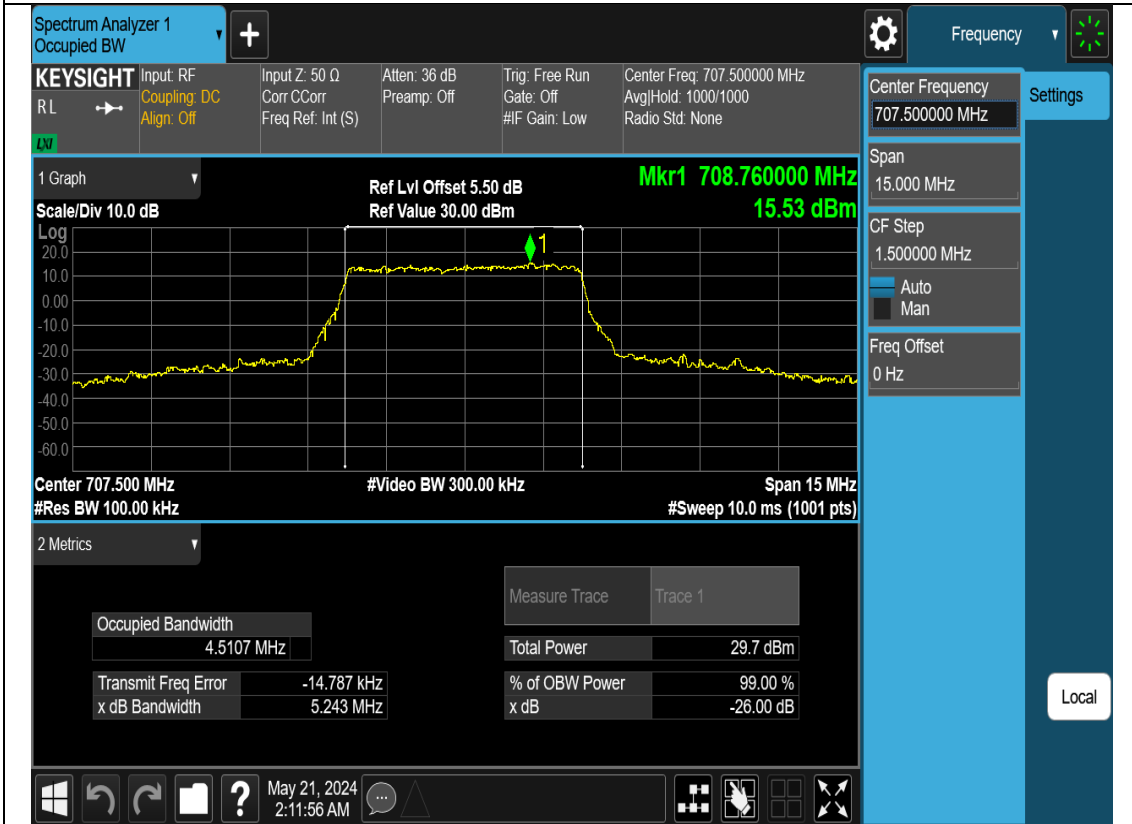 Spectrum Analyzer 1
Occupied BW
▼
+
Frequency
▼
KEYSIGHT
RL
LXI
Input: RF
Coupling: DC
Align: Off
Input Z: 50 Ω
Corr CCorr
Freq Ref: Int (S)
Atten: 36 dB
Preamp: Off
Trig: Free Run
Gate: Off
#IF Gain: Low
Center Freq: 707.500000 MHz
Avg|Hold: 1000/1000
Radio Std: None
Center Frequency
707.500000 MHz
Settings
Span
15.000 MHz
CF Step
1.500000 MHz
Auto
Man
Freq Offset
0 Hz
Local
1 Graph
▼
Scale/Div 10.0 dB
Ref Lvl Offset 5.50 dB
Ref Value 30.00 dBm
Mkr1 708.760000 MHz
15.53 dBm
Log
20.0
10.0
0.00
-10.0
-20.0
-30.0
-40.0
-50.0
-60.0
1
Center 707.500 MHz
#Video BW 300.00 kHz
Span 15 MHz
#Res BW 100.00 kHz
#Sweep 10.0 ms (1001 pts)
2 Metrics
▼
Measure Trace
Trace 1
Occupied Bandwidth
4.5107 MHz
Total Power
29.7 dBm
Transmit Freq Error
-14.787 kHz
% of OBW Power
99.00 %
x dB Bandwidth
5.243 MHz
x dB
-26.00 dB
?
May 21, 2024
2:11:56 AM